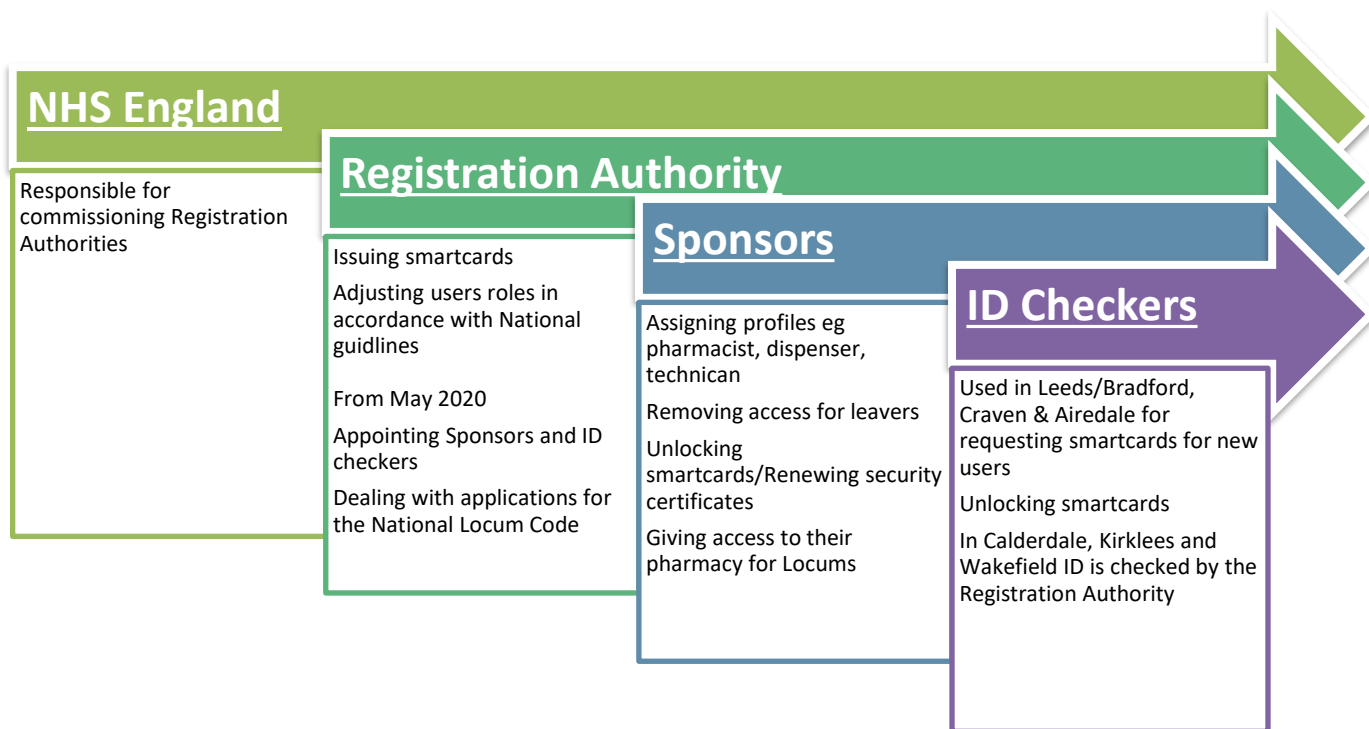 NHS England
Responsible for
commissioning Registration
Authorities
Registration Authority
Issuing smartcards
Adjusting users roles in
accordance with National
guidlines
From May 2020
Appointing Sponsors and ID
checkers
Dealing with applications for
the National Locum Code
Sponsors
Assigning profiles eg
pharmacist, dispenser,
technican
Removing access for leavers
Unlocking
smartcards/Renewing security
certificates
Giving access to their
pharmacy for Locums
ID Checkers
Used in Leeds/Bradford,
Craven & Airedale for
requesting smartcards for new
users
Unlocking smartcards
In Calderdale, Kirklees and
Wakefield ID is checked by the
Registration Authority